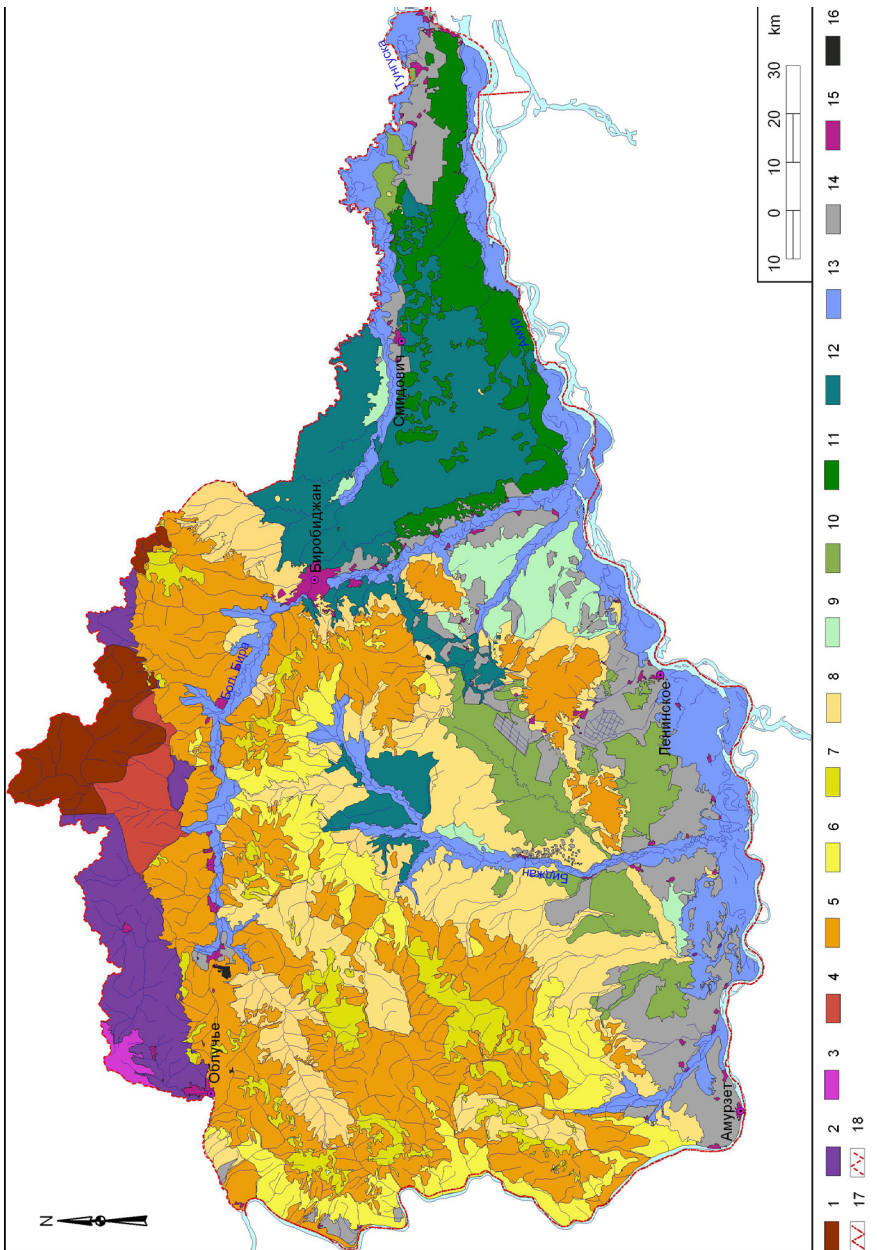 N
Облучье
Бол. Бира
Биробиджан
Тунгуска
Смидович
Амур
Биджан
Ленинское
Амурзет
10 0 10 20 30 km
1 2 3 4 5 6 7 8 9 10 11 12 13 14 15 16
17 18